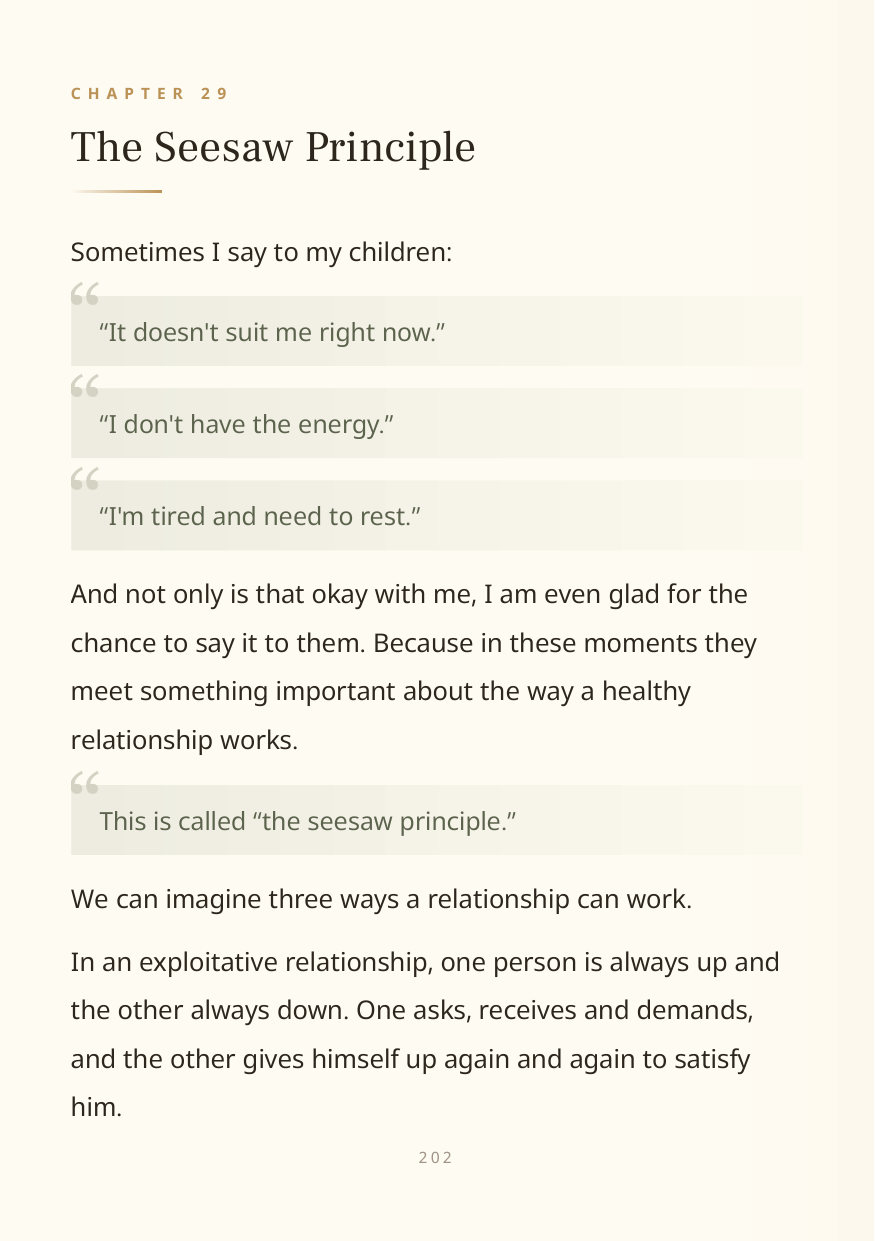 CHAPTER 29
The Seesaw Principle
Sometimes I say to my children:
“
“It doesn't suit me right now.”
“
“I don't have the energy.”
“
“I'm tired and need to rest.”
And not only is that okay with me, I am even glad for the
chance to say it to them. Because in these moments they
meet something important about the way a healthy
relationship works.
“
This is called “the seesaw principle.”
We can imagine three ways a relationship can work.
In an exploitative relationship, one person is always up and
the other always down. One asks, receives and demands,
and the other gives himself up again and again to satisfy
him.
202